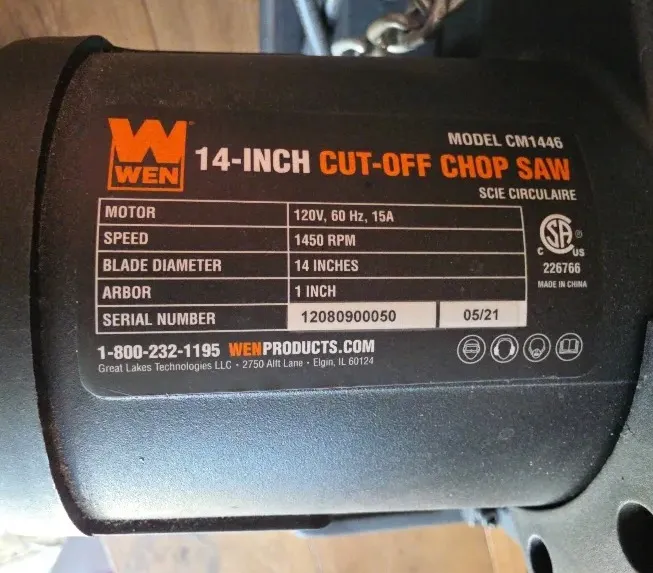 WEN
14-INCH CUT-OFF CHOP SAW
MODEL CM1446
SCIE CIRCULAIRE
MOTOR 120V, 60 Hz, 15A
SPEED 1450 RPM
BLADE DIAMETER 14 INCHES
ARBOR 1 INCH
SERIAL NUMBER 12080900050 05/21
C SA ® C US
226766
MADE IN CHINA
1-800-232-1195 WENPRODUCTS.COM
Great Lakes Technologies LLC • 2750 Alft Lane • Elgin, IL 60124